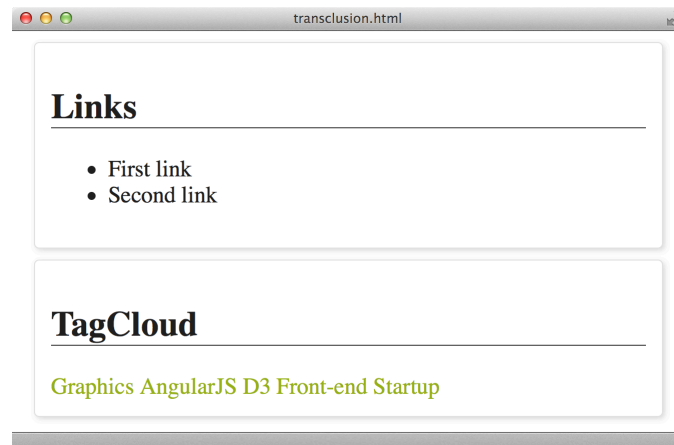 transclusion.html
Links
First link
Second link
TagCloud
Graphics AngularJS D3 Front-end Startup